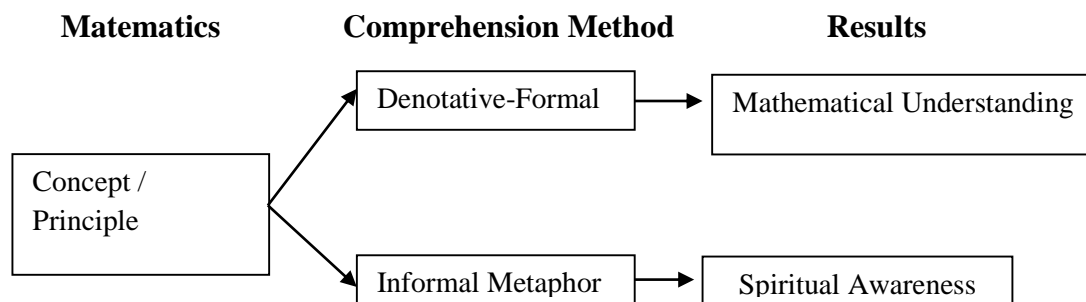 Matematics Comprehension Method Results
Denotative-Formal
Mathematical Understanding
Concept /
Principle
Informal Metaphor
Spiritual Awareness